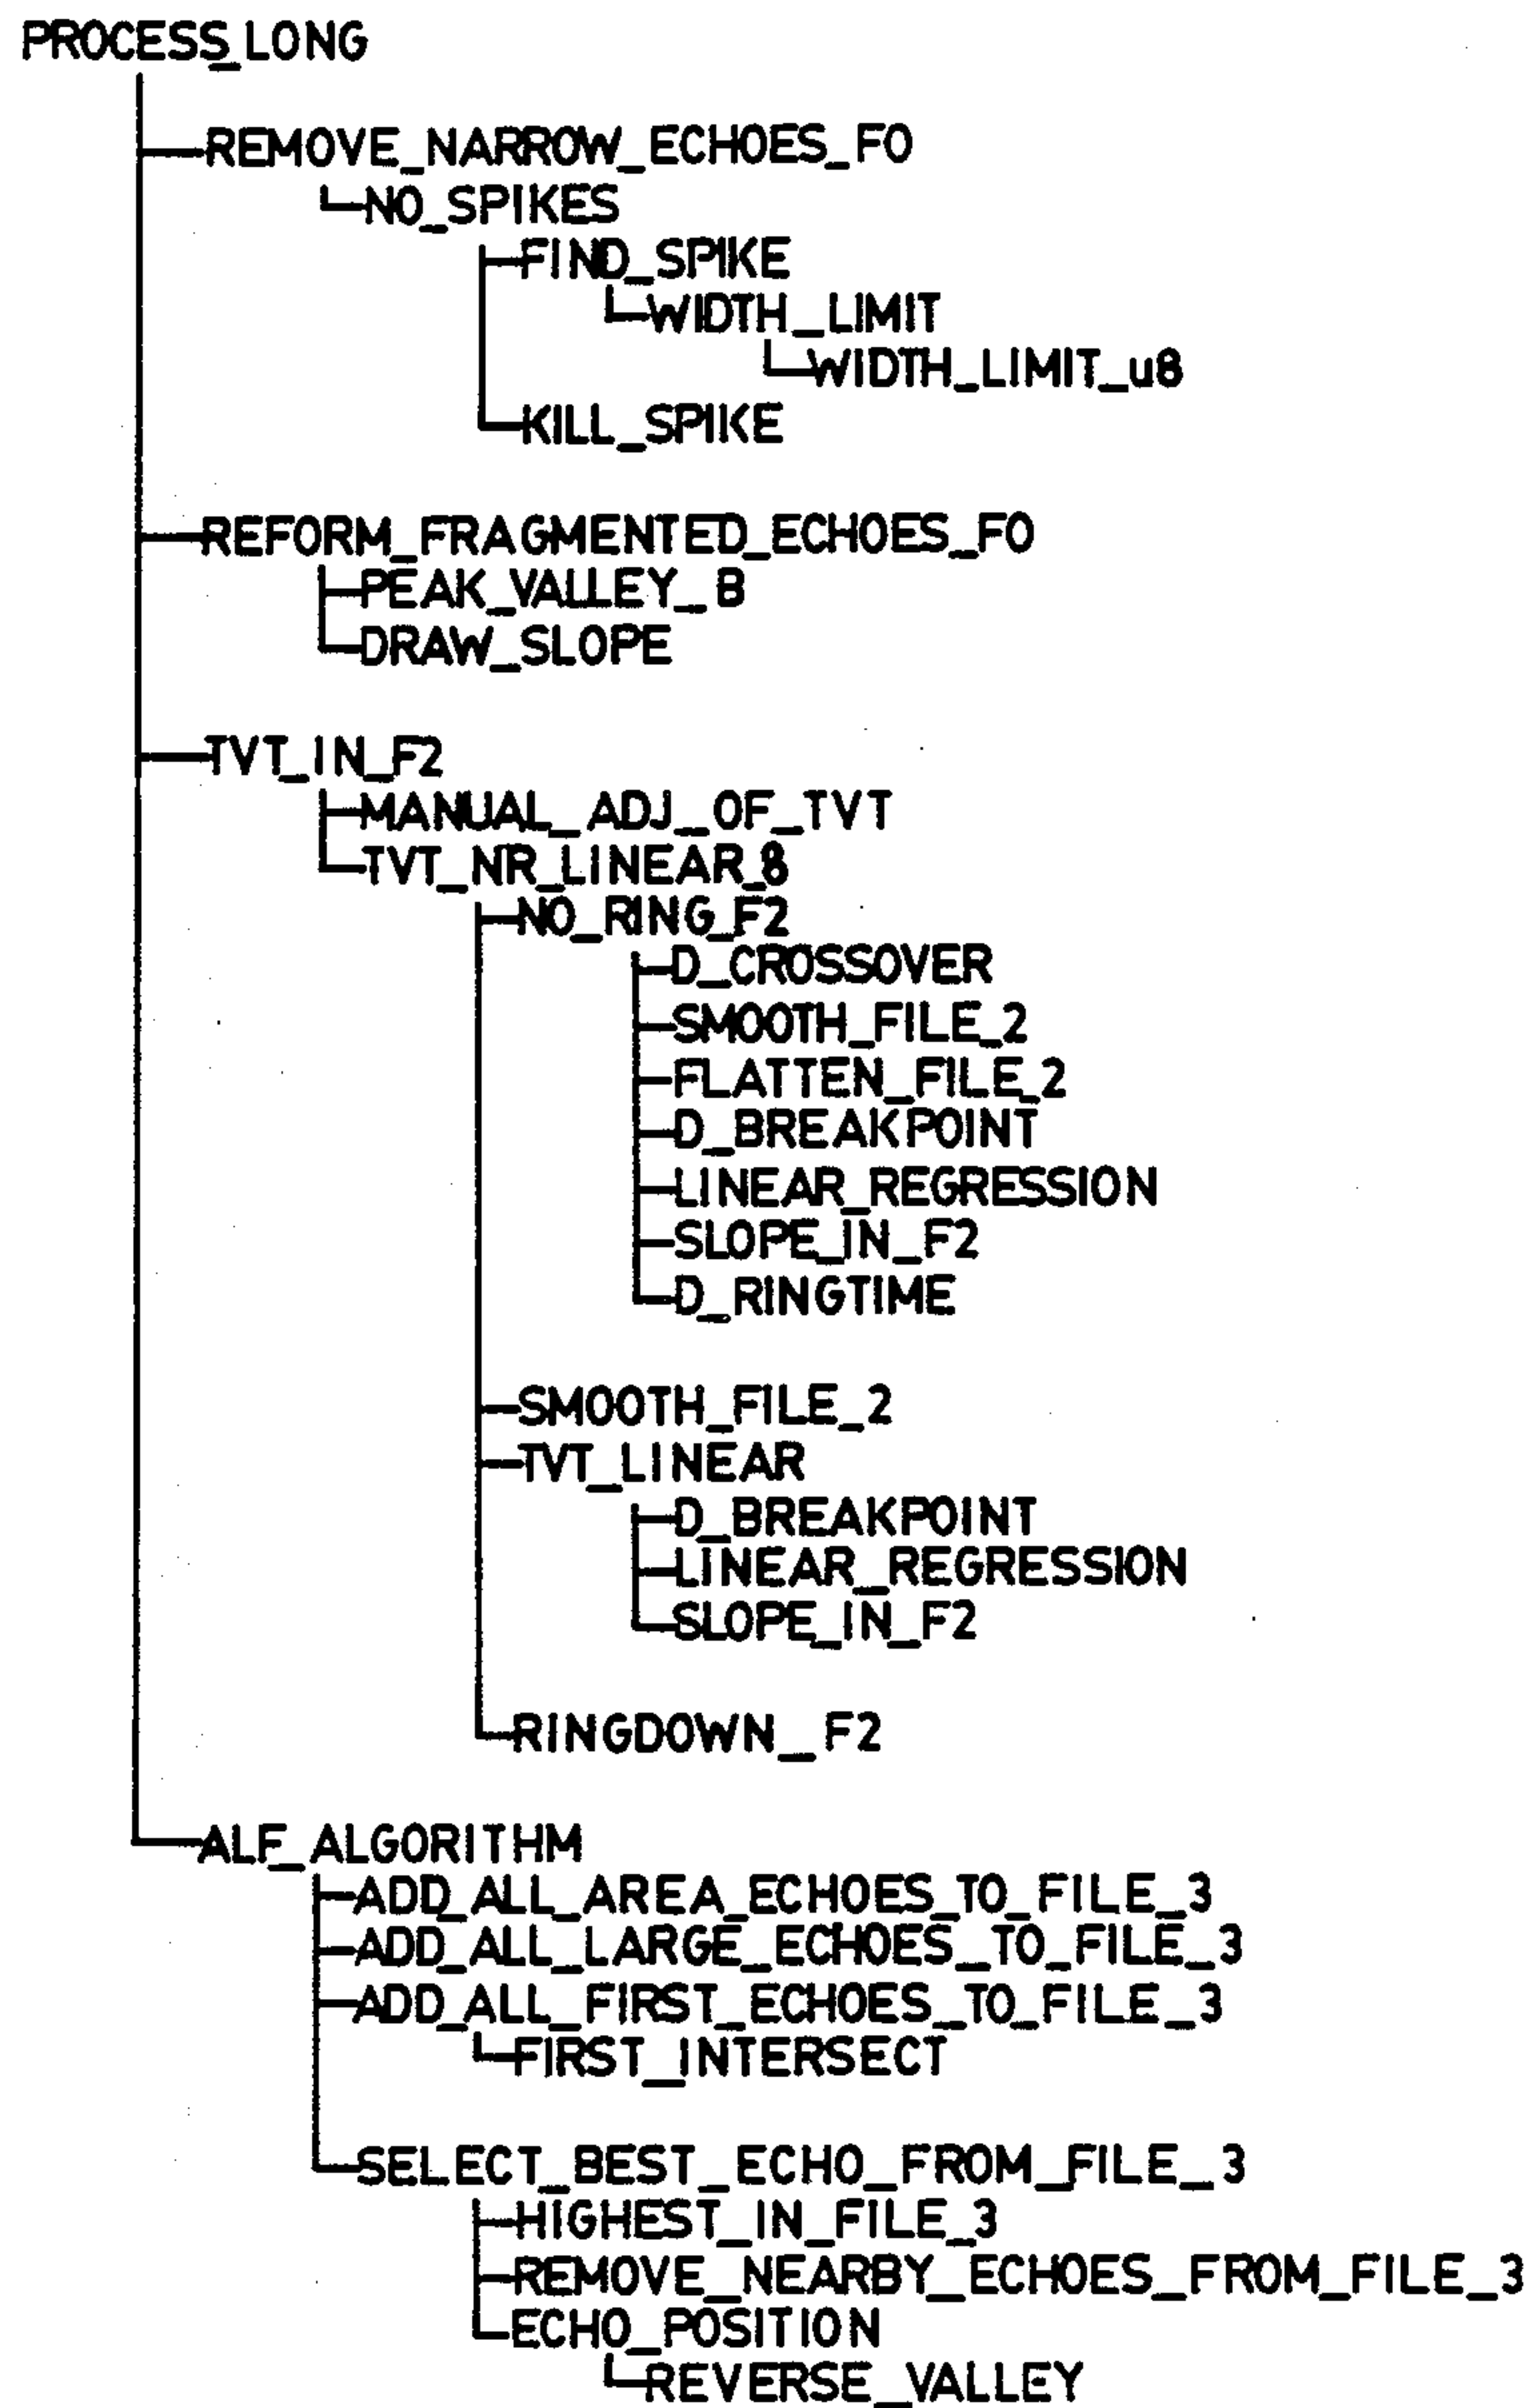 PROCESS_LONG
REMOVE_NARROW_ECHOES_F0
NO_SPIKES
FIND_SPIKE
WIDTH_LIMIT
WIDTH_LIMIT_u8
KILL_SPIKE
REFORM_FRAGMENTED_ECHOES_F0
PEAK_VALLEY_B
DRAW_SLOPE
TVT_IN_F2
MANUAL_ADJ_OF_TVT
TVT_NR_LINEAR_8
NO_RING_F2
D_CROSSOVER
SMOOTH_FILE_2
FLATTEN_FILE_2
D_BREAKPOINT
LINEAR_REGRESSION
SLOPE_IN_F2
D_RINGTIME
SMOOTH_FILE_2
TVT_LINEAR
D_BREAKPOINT
LINEAR_REGRESSION
SLOPE_IN_F2
RINGDOWN_F2
ALF_ALGORITHM
ADD_ALL_AREA_ECHOES_TO_FILE_3
ADD_ALL_LARGE_ECHOES_TO_FILE_3
ADD_ALL_FIRST_ECHOES_TO_FILE_3
FIRST_INTERSECT
SELECT_BEST_ECHO_FROM_FILE_3
HIGHEST_IN_FILE_3
REMOVE_NEARBY_ECHOES_FROM_FILE_3
ECHO_POSITION
REVERSE_VALLEY